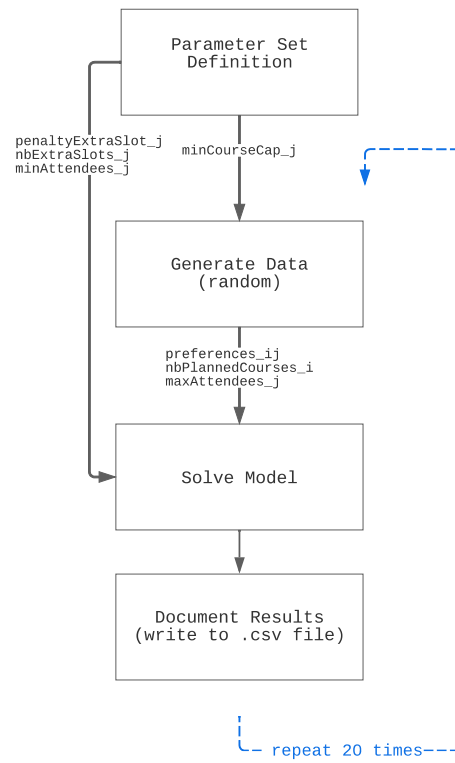 Parameter Set
Definition
penaltyExtraSlot_j
nbExtraSlots_j
minAttendees_j
minCourseCap_j
Generate Data
(random)
preferences_ij
nbPlannedCourses_i
maxAttendees_j
Solve Model
Document Results
(write to .csv file)
repeat 20 times